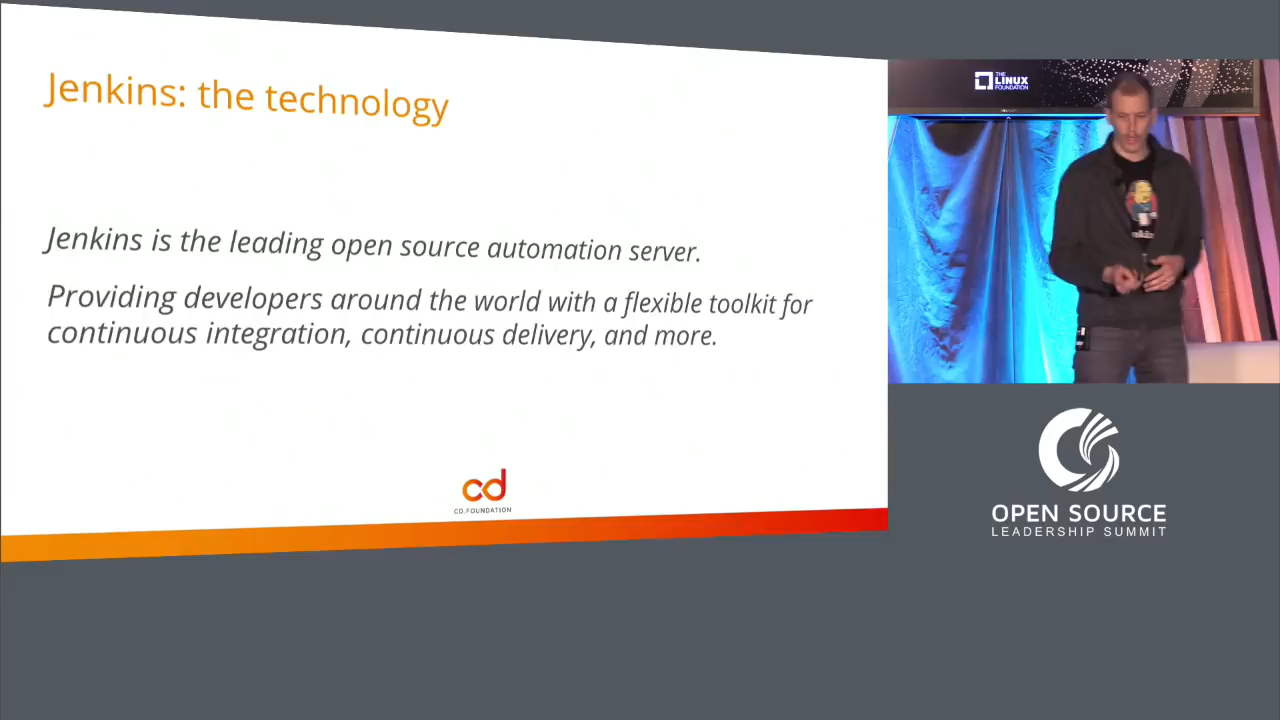 Jenkins: the technology
Jenkins is the leading open source automation server.
Providing developers around the world with a flexible toolkit for
continuous integration, continuous delivery, and more.
cd
CD.FOUNDATION
THE
LINUX
FOUNDATION
OPEN SOURCE
LEADERSHIP SUMMIT